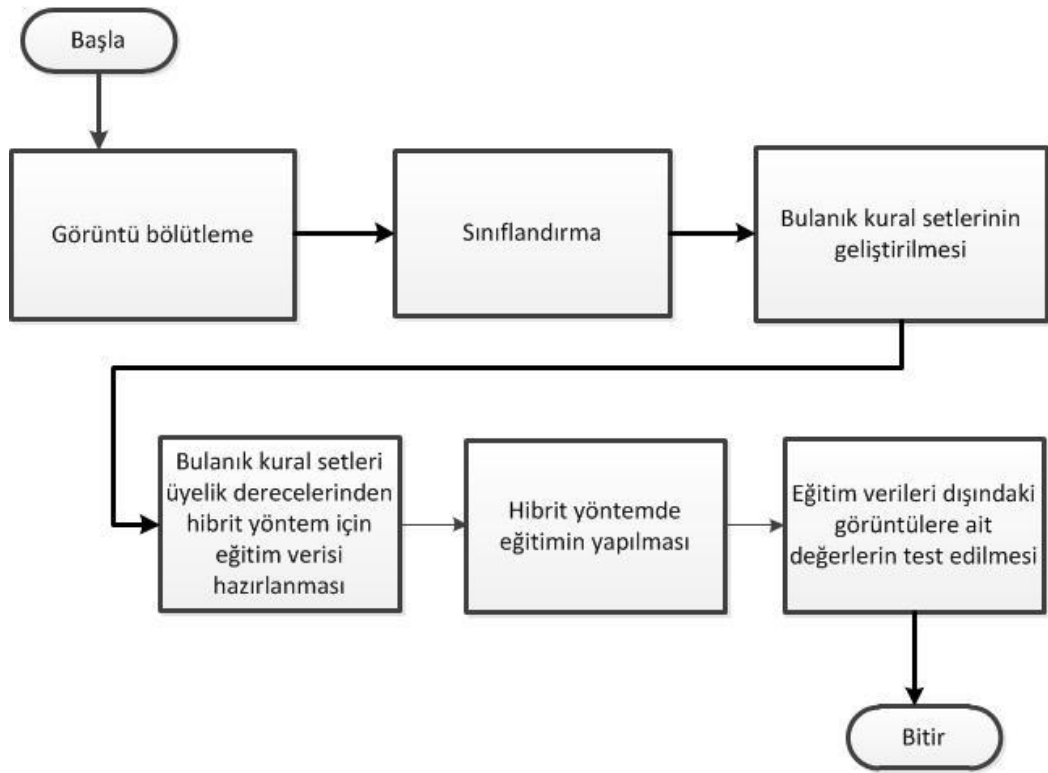 Başla
Görüntü bölütleme
Sınıflandırma
Bulanık kural setlerinin
geliştirilmesi
Bulanık kural setleri
üyelik derecelerinden
hibrit yöntem için
eğitim verisi
hazırlanması
Hibrit yöntemde
eğitimin yapılması
Eğitim verileri dışındaki
görüntülere ait
değerlerin test edilmesi
Bitir